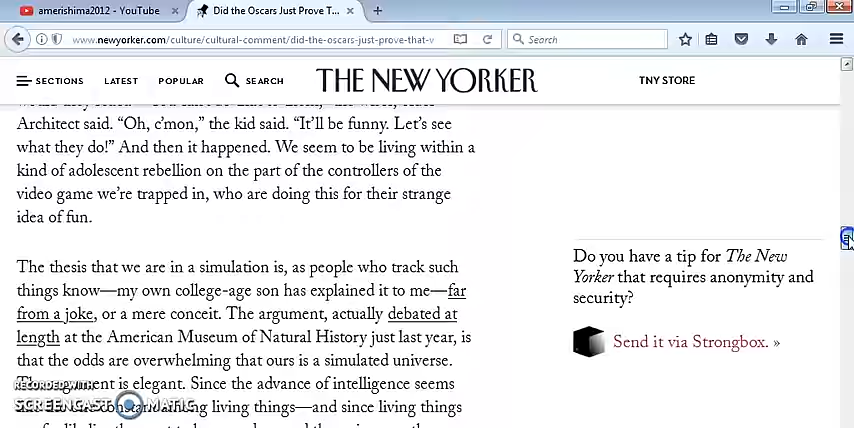 amerishima2012 - YouTube
Did the Oscars Just Prove T...
www.newyorker.com/culture/cultural-comment/did-the-oscars-just-prove-that-v
Search
SECTIONS
LATEST
POPULAR
SEARCH
THE NEW YORKER
TNY STORE
Architect said. “Oh, c’mon,” the kid said. “It’ll be funny. Let’s see
what they do!” And then it happened. We seem to be living within a
kind of adolescent rebellion on the part of the controllers of the
video game we’re trapped in, who are doing this for their strange
idea of fun.
The thesis that we are in a simulation is, as people who track such
things know—my own college-age son has explained it to me—far
from a joke, or a mere conceit. The argument, actually debated at
length at the American Museum of Natural History just last year, is
that the odds are overwhelming that ours is a simulated universe.
The argument is elegant. Since the advance of intelligence seems
constant among living things—and since living things
Do you have a tip for The New
Yorker that requires anonymity and
security?
Send it via Strongbox. »
RECORDED WITH
SCREENCAST MATIC